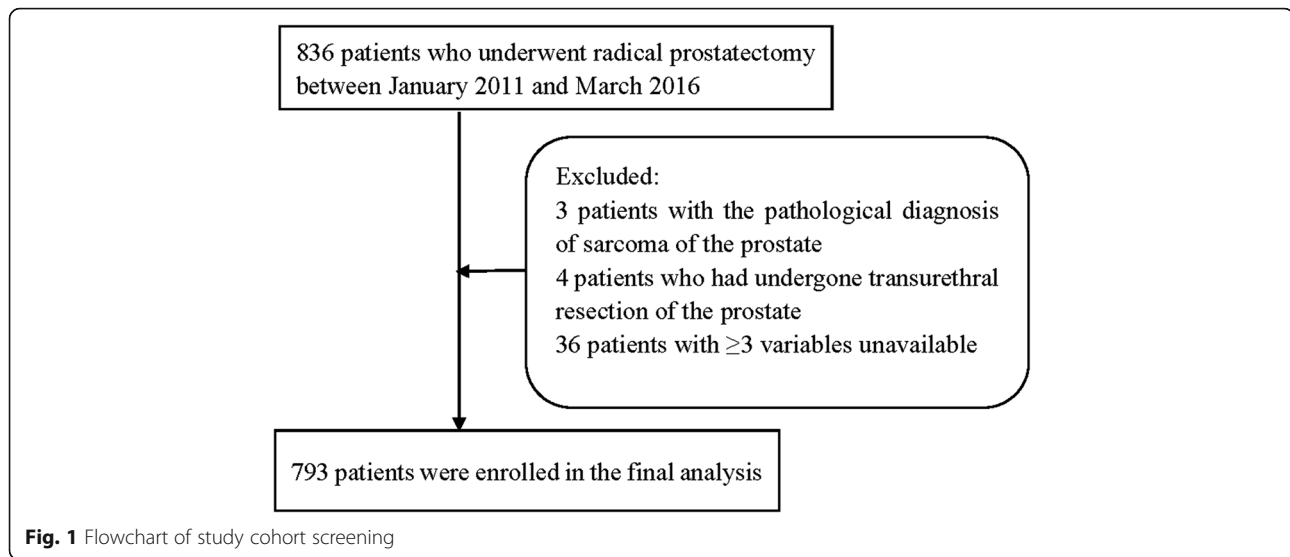 836 patients who underwent radical prostatectomy
between January 2011 and March 2016
Excluded:
3 patients with the pathological diagnosis
of sarcoma of the prostate
4 patients who had undergone transurethral
resection of the prostate
36 patients with ≥3 variables unavailable
793 patients were enrolled in the final analysis
Fig. 1 Flowchart of study cohort screening